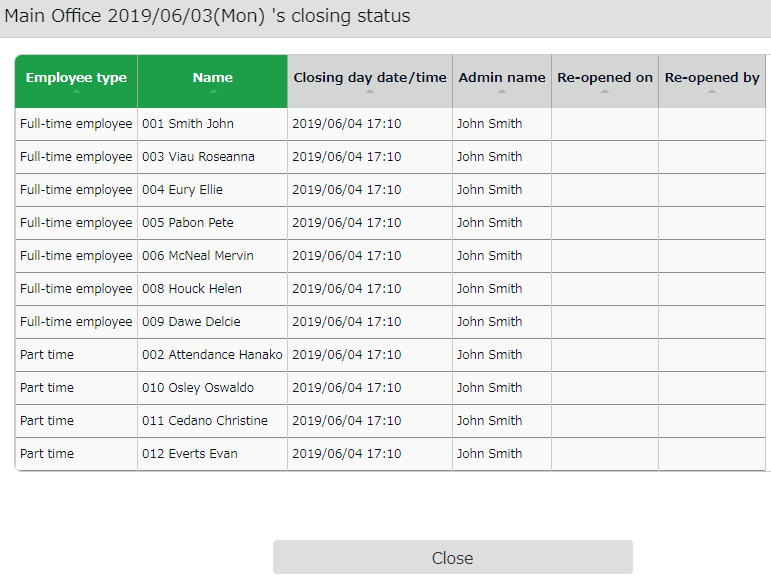 Main Office 2019/06/03(Mon) 's closing status
Employee type Name Closing day date/time Admin name Re-opened on Re-opened by
Full-time employee 001 Smith John 2019/06/04 17:10 John Smith
Full-time employee 003 Viau Roseanna 2019/06/04 17:10 John Smith
Full-time employee 004 Eury Ellie 2019/06/04 17:10 John Smith
Full-time employee 005 Pabon Pete 2019/06/04 17:10 John Smith
Full-time employee 006 McNeal Mervin 2019/06/04 17:10 John Smith
Full-time employee 008 Houck Helen 2019/06/04 17:10 John Smith
Full-time employee 009 Dawe Delcie 2019/06/04 17:10 John Smith
Part time 002 Attendance Hanako 2019/06/04 17:10 John Smith
Part time 010 Osley Oswaldo 2019/06/04 17:10 John Smith
Part time 011 Cedano Christine 2019/06/04 17:10 John Smith
Part time 012 Everts Evan 2019/06/04 17:10 John Smith
Close